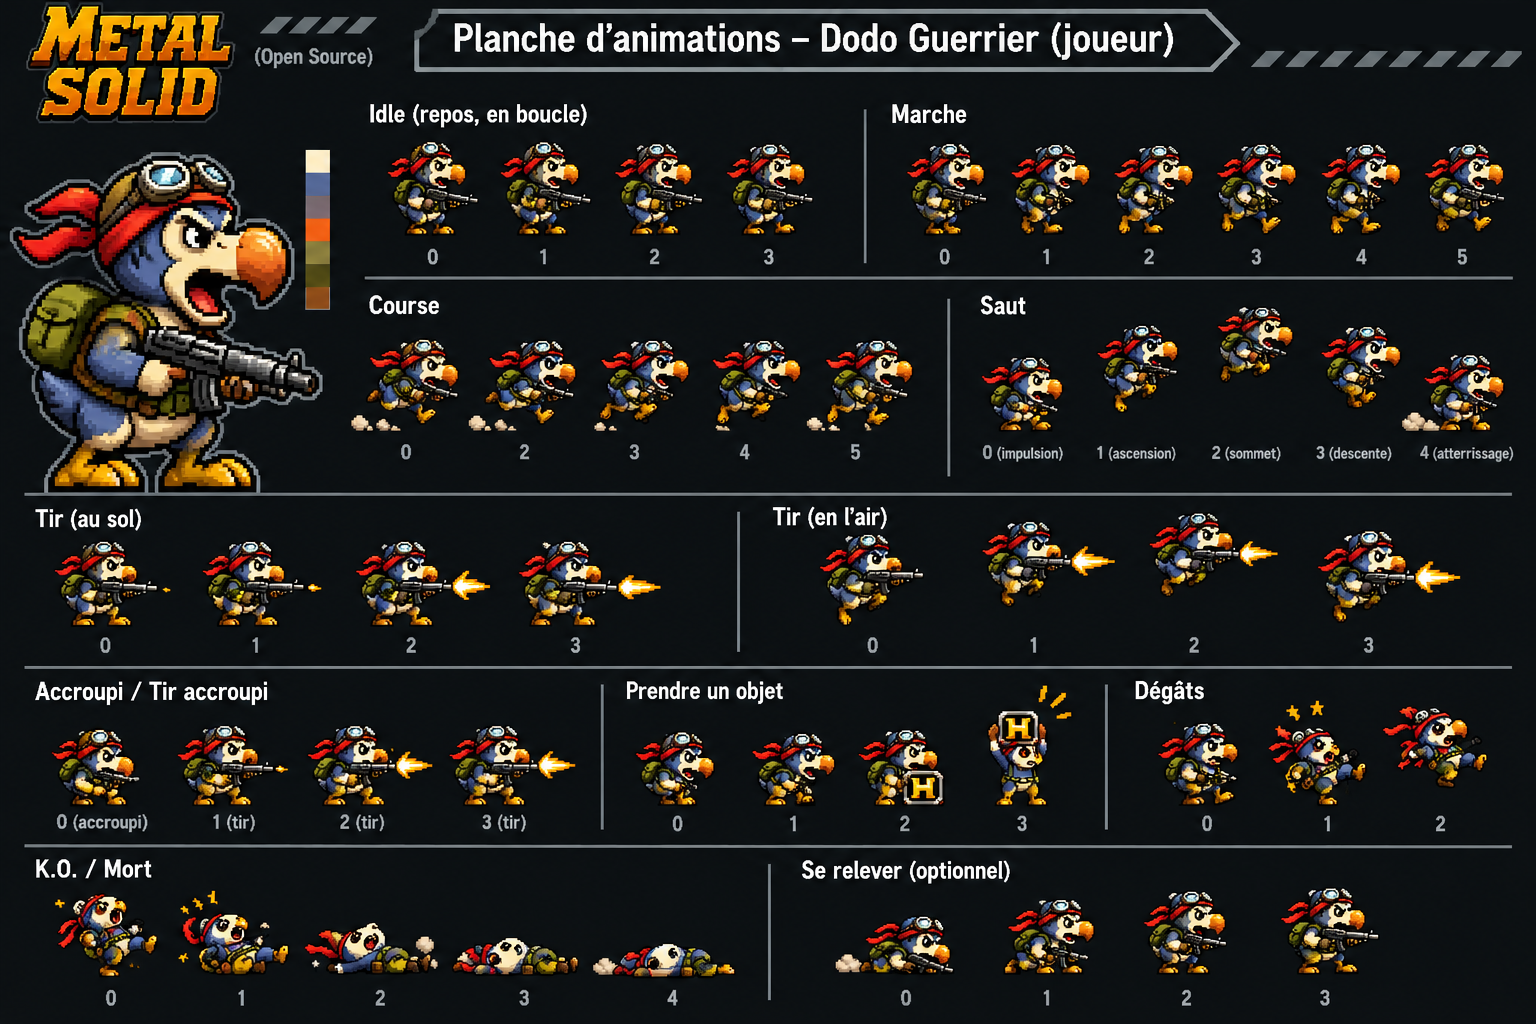 METAL
SOLID
(Open Source)
Planche d'animations – Dodo Guerrier (joueur)
Idle (repos, en boucle)
0 1 2 3
Marche
0 1 2 3 4 5
Course
0 2 3 4 5
Saut
0 (impulsion) 1 (ascension) 2 (sommet) 3 (descente) 4 (atterrissage)
Tir (au sol)
0 1 2 3
Tir (en l'air)
0 1 2 3
Accroupi / Tir accroupi
0 (accroupi) 1 (tir) 2 (tir) 3 (tir)
Prendre un objet
H
H
0 1 2 3
Dégâts
0 1 2
K.O. / Mort
0 1 2 3 4
Se relever (optionnel)
0 1 2 3